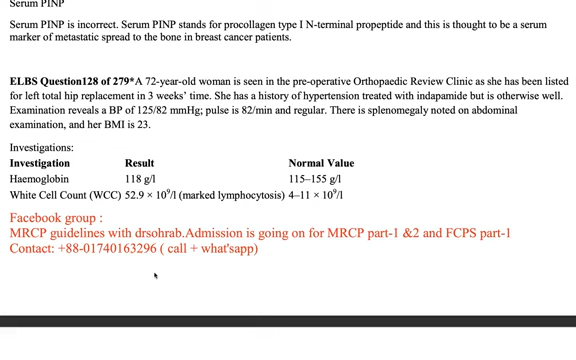 Serum PINP
Serum PINP is incorrect. Serum PINP stands for procollagen type I N-terminal propeptide and this is thought to be a serum
marker of metastatic spread to the bone in breast cancer patients.
ELBS Question128 of 279*A 72-year-old woman is seen in the pre-operative Orthopaedic Review Clinic as she has been listed
for left total hip replacement in 3 weeks' time. She has a history of hypertension treated with indapamide but is otherwise well.
Examination reveals a BP of 125/82 mmHg; pulse is 82/min and regular. There is splenomegaly noted on abdominal
examination, and her BMI is 23.
Investigations:
Investigation Result Normal Value
Haemoglobin 118 g/l 115–155 g/l
White Cell Count (WCC) 52.9 × 10⁹/l (marked lymphocytosis) 4–11 × 10⁹/l
Facebook group :
MRCP guidelines with drsohrab.Admission is going on for MRCP part-1 &2 and FCPS part-1
Contact: +88-01740163296 ( call + what'sapp)